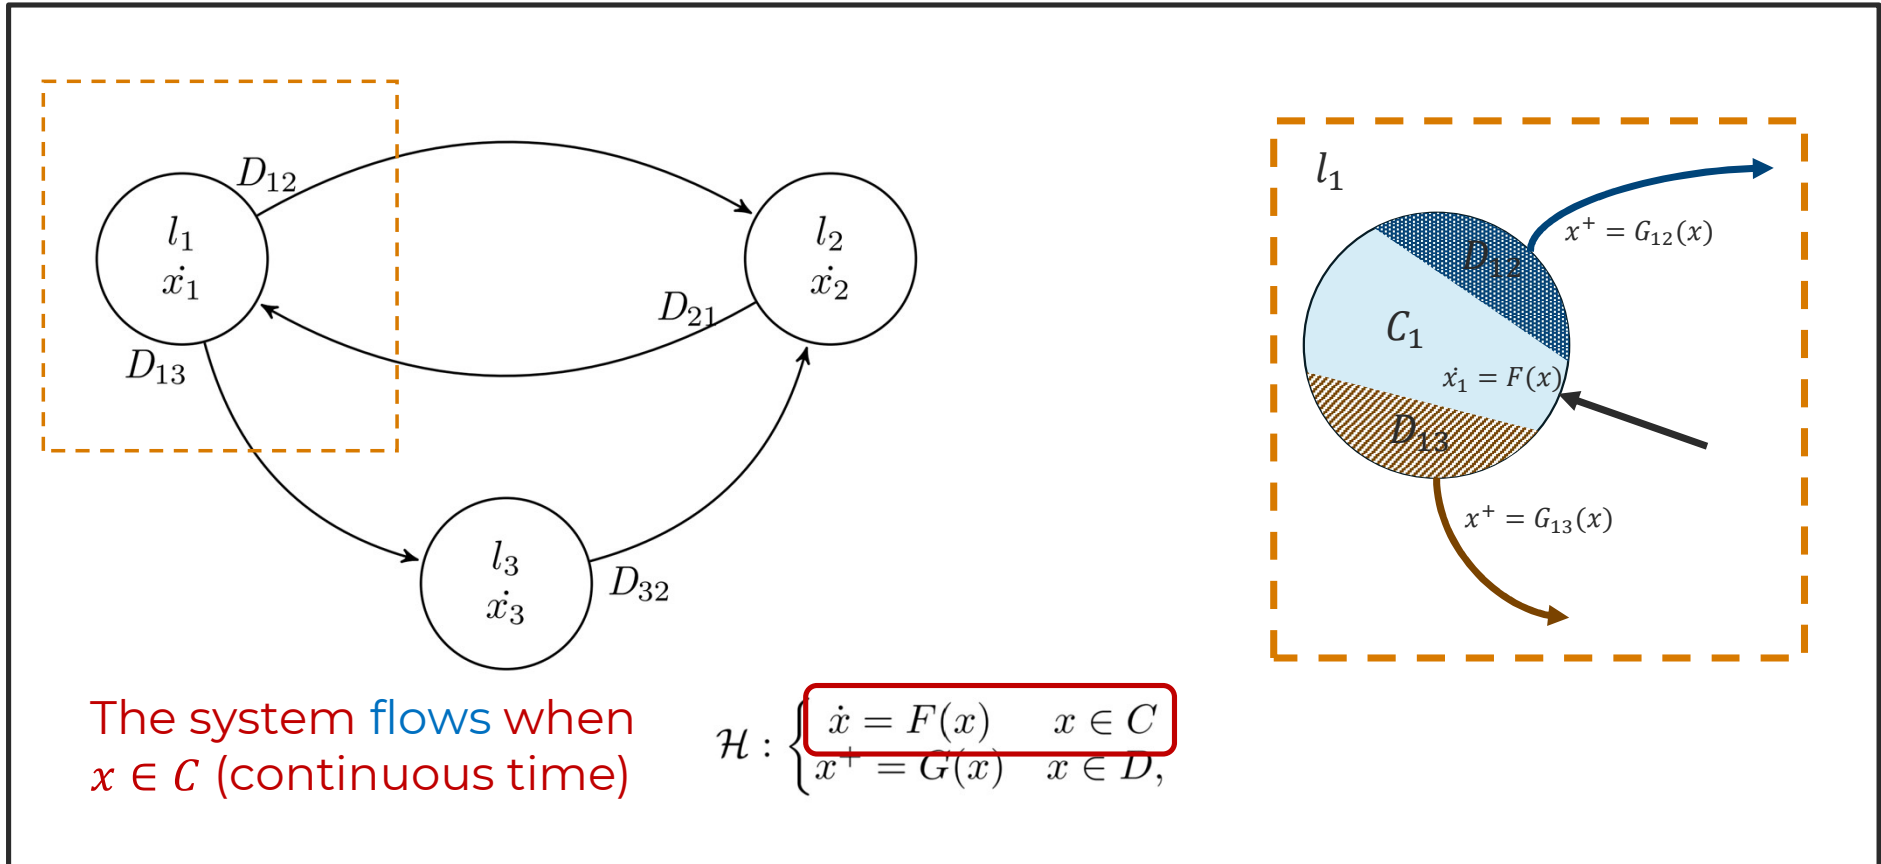 D₁₂
l₁
ẋ₁
D₁₃
l₂
ẋ₂
D₂₁
l₃
ẋ₃
D₃₂
l₁
x⁺ = G₁₂(x)
D₁₂
C₁
ẋ₁ = F(x)
D₁₃
x⁺ = G₁₃(x)
The system flows when
x ∈ C (continuous time)
ℋ : { ẋ = F(x) x ∈ C
x⁺ = G(x) x ∈ D,